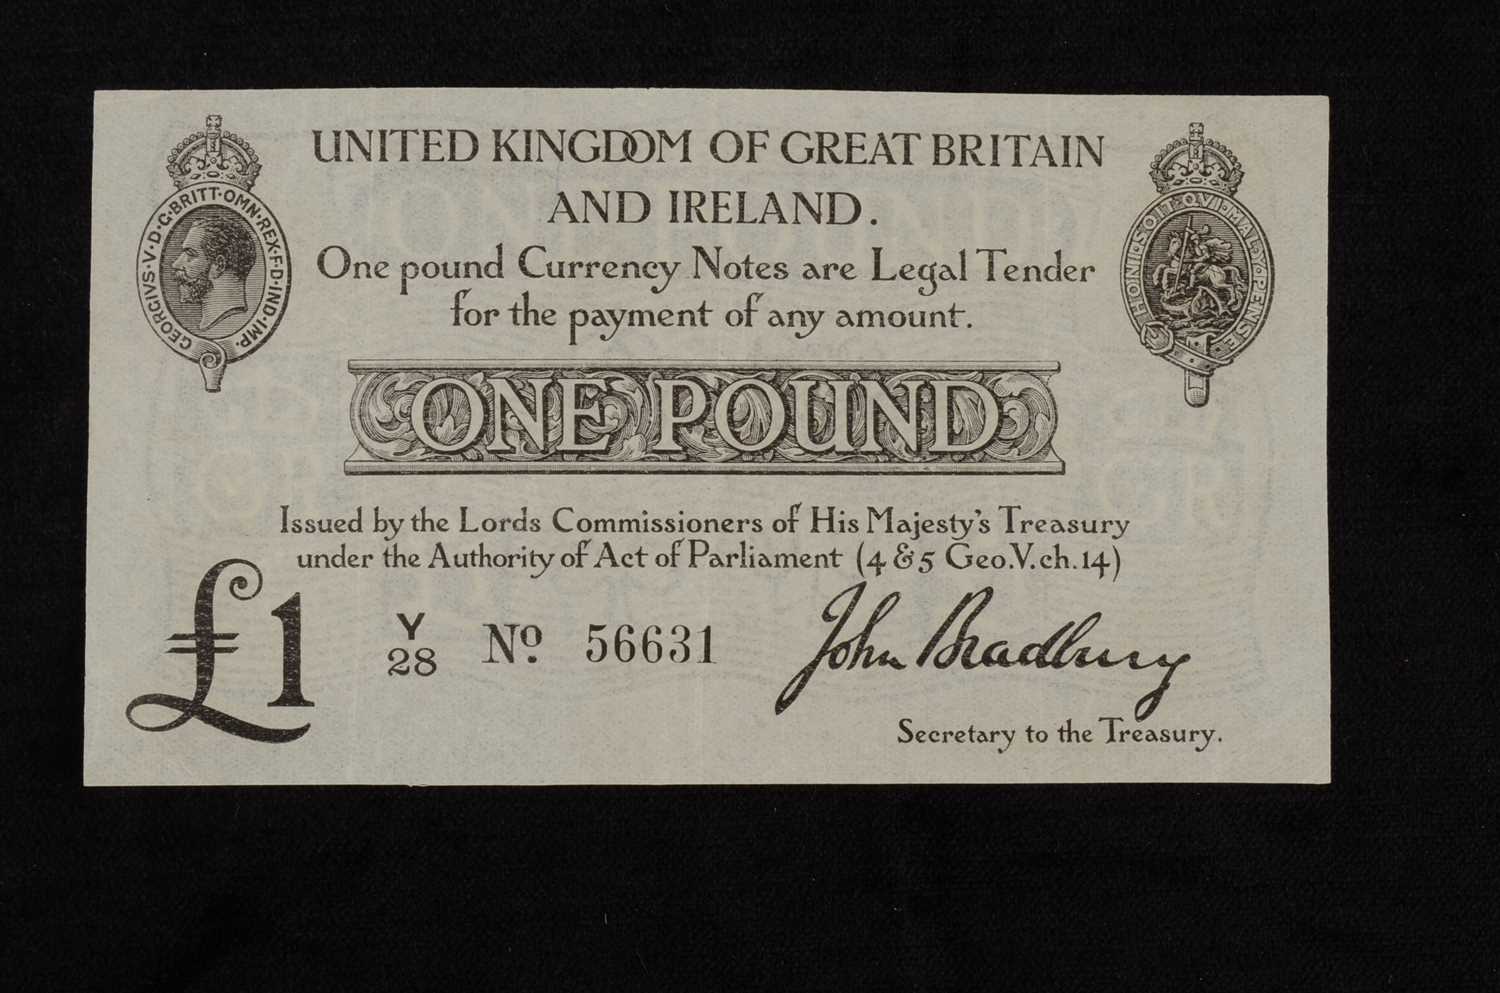 UNITED KINGDOM OF GREAT BRITAIN
AND IRELAND.
GEORGIVS·V·D·G·BRITT·OMN·REX·F·D·IND·IMP·
HONI·SOIT·QVI·MAL·Y·PENSE
One pound Currency Notes are Legal Tender
for the payment of any amount.
ONE POUND
Issued by the Lords Commissioners of His Majesty's Treasury
under the Authority of Act of Parliament (4 & 5 Geo.V.ch.14)
£1
Y
28
No. 56631
John Bradbury
Secretary to the Treasury.